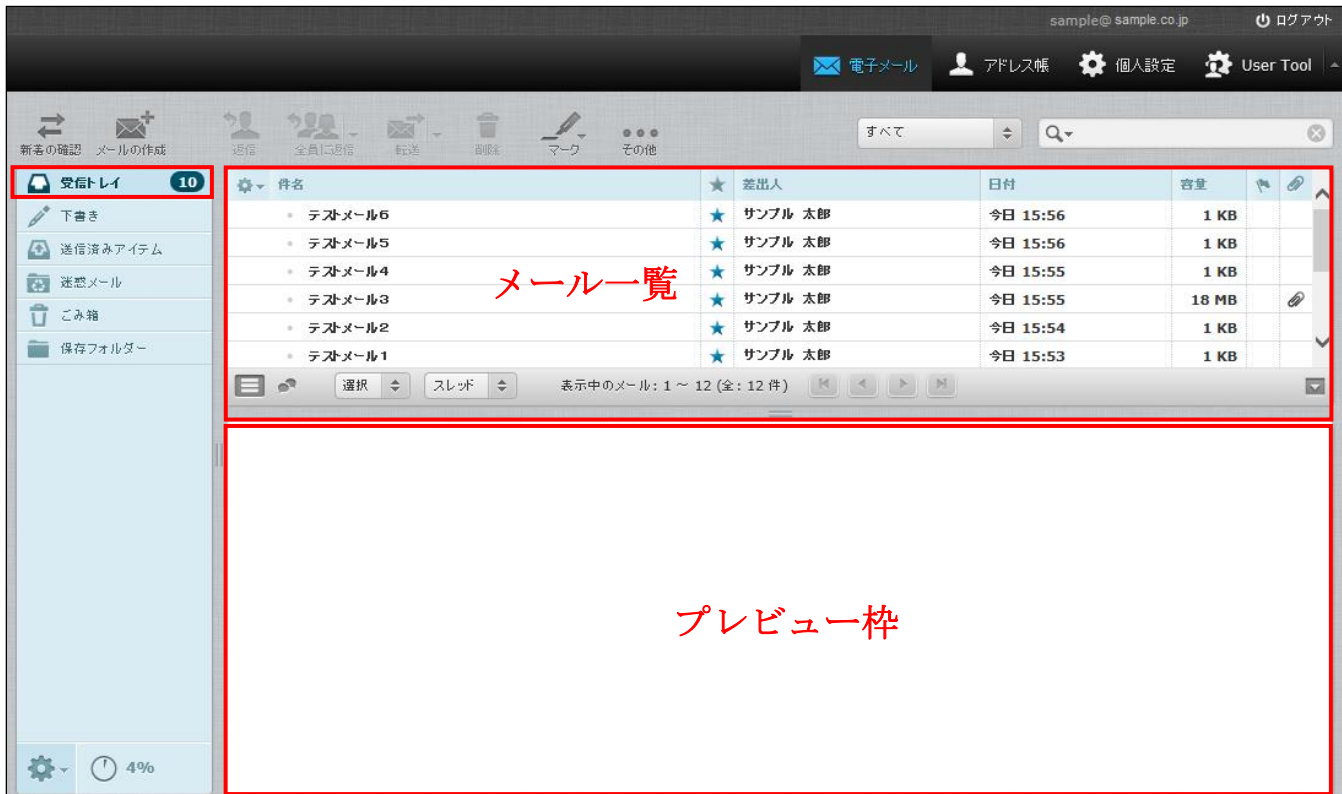 sample@sample.co.jp ログアウト
電子メール アドレス帳 個人設定 User Tool
新着の確認 メールの作成 返信 全員に返信 転送 削除 マーク その他 すべて
受信トレイ 10
下書き
送信済みアイテム
迷惑メール
ごみ箱
保存フォルダー
件名 差出人 日付 容量
テストメール6 サンプル 太郎 今日 15:56 1 KB
テストメール5 サンプル 太郎 今日 15:56 1 KB
テストメール4 サンプル 太郎 今日 15:55 1 KB
テストメール3 サンプル 太郎 今日 15:55 18 MB
テストメール2 サンプル 太郎 今日 15:54 1 KB
テストメール1 サンプル 太郎 今日 15:53 1 KB
メール一覧
選択 スレッド 表示中のメール: 1 ~ 12 (全: 12 件)
プレビュー枠
4%